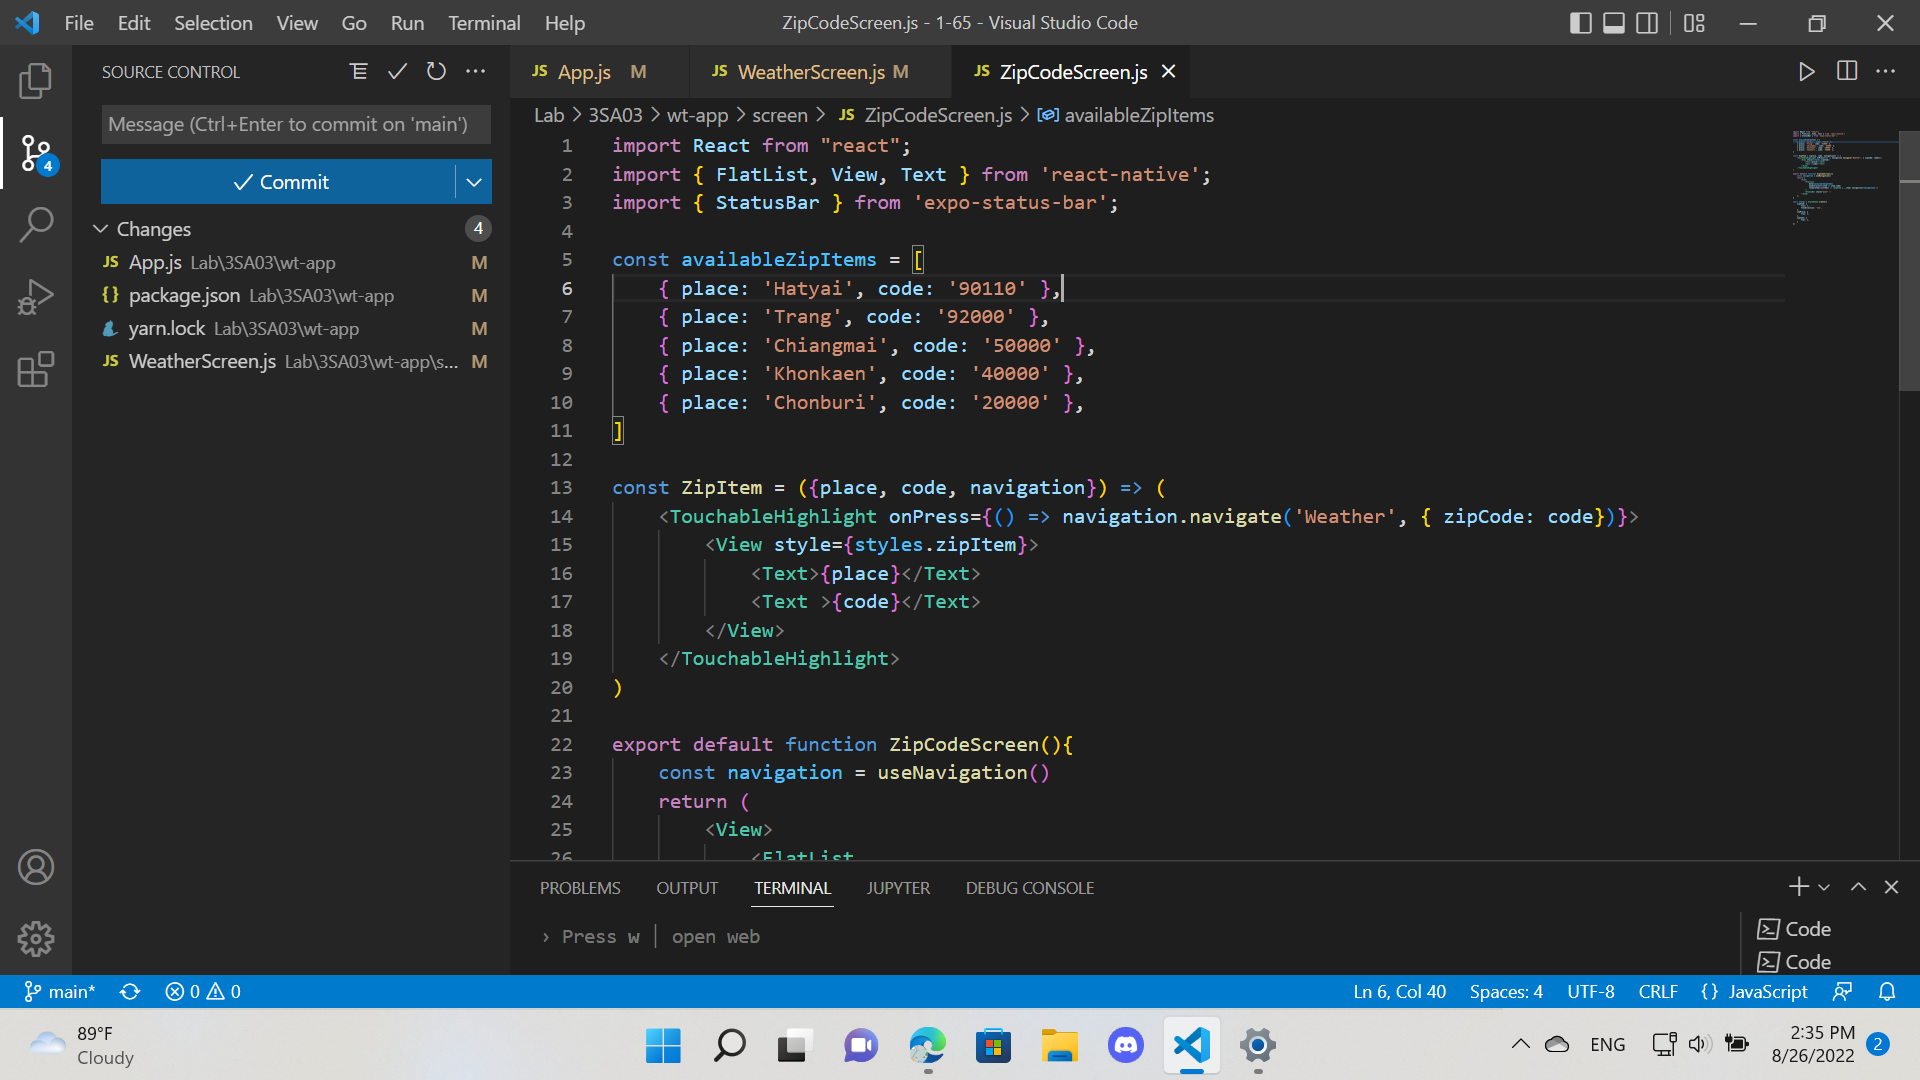 File Edit Selection View Go Run Terminal Help
ZipCodeScreen.js - 1-65 - Visual Studio Code
SOURCE CONTROL
Message (Ctrl+Enter to commit on 'main')
Commit
Changes 4
JS App.js Lab\3SA03\wt-app M
{} package.json Lab\3SA03\wt-app M
yarn.lock Lab\3SA03\wt-app M
JS WeatherScreen.js Lab\3SA03\wt-app\s... M
4
JS App.js M
JS WeatherScreen.js M
JS ZipCodeScreen.js
Lab > 3SA03 > wt-app > screen > JS ZipCodeScreen.js > availableZipItems
1 import React from "react";
2 import { FlatList, View, Text } from 'react-native';
3 import { StatusBar } from 'expo-status-bar';
4
5 const availableZipItems = [
6 { place: 'Hatyai', code: '90110' },
7 { place: 'Trang', code: '92000' },
8 { place: 'Chiangmai', code: '50000' },
9 { place: 'Khonkaen', code: '40000' },
10 { place: 'Chonburi', code: '20000' },
11 ]
12
13 const ZipItem = ({place, code, navigation}) => (
14 <TouchableHighlight onPress={() => navigation.navigate('Weather', { zipCode: code})}>
15 <View style={styles.zipItem}>
16 <Text>{place}</Text>
17 <Text >{code}</Text>
18 </View>
19 </TouchableHighlight>
20 )
21
22 export default function ZipCodeScreen(){
23 const navigation = useNavigation()
24 return (
25 <View>
26 <FlatList
PROBLEMS OUTPUT TERMINAL JUPYTER DEBUG CONSOLE
› Press w │ open web
Code
Code
main* 0 0
Ln 6, Col 40 Spaces: 4 UTF-8 CRLF {} JavaScript
89°F
Cloudy
ENG
2:35 PM
8/26/2022
2